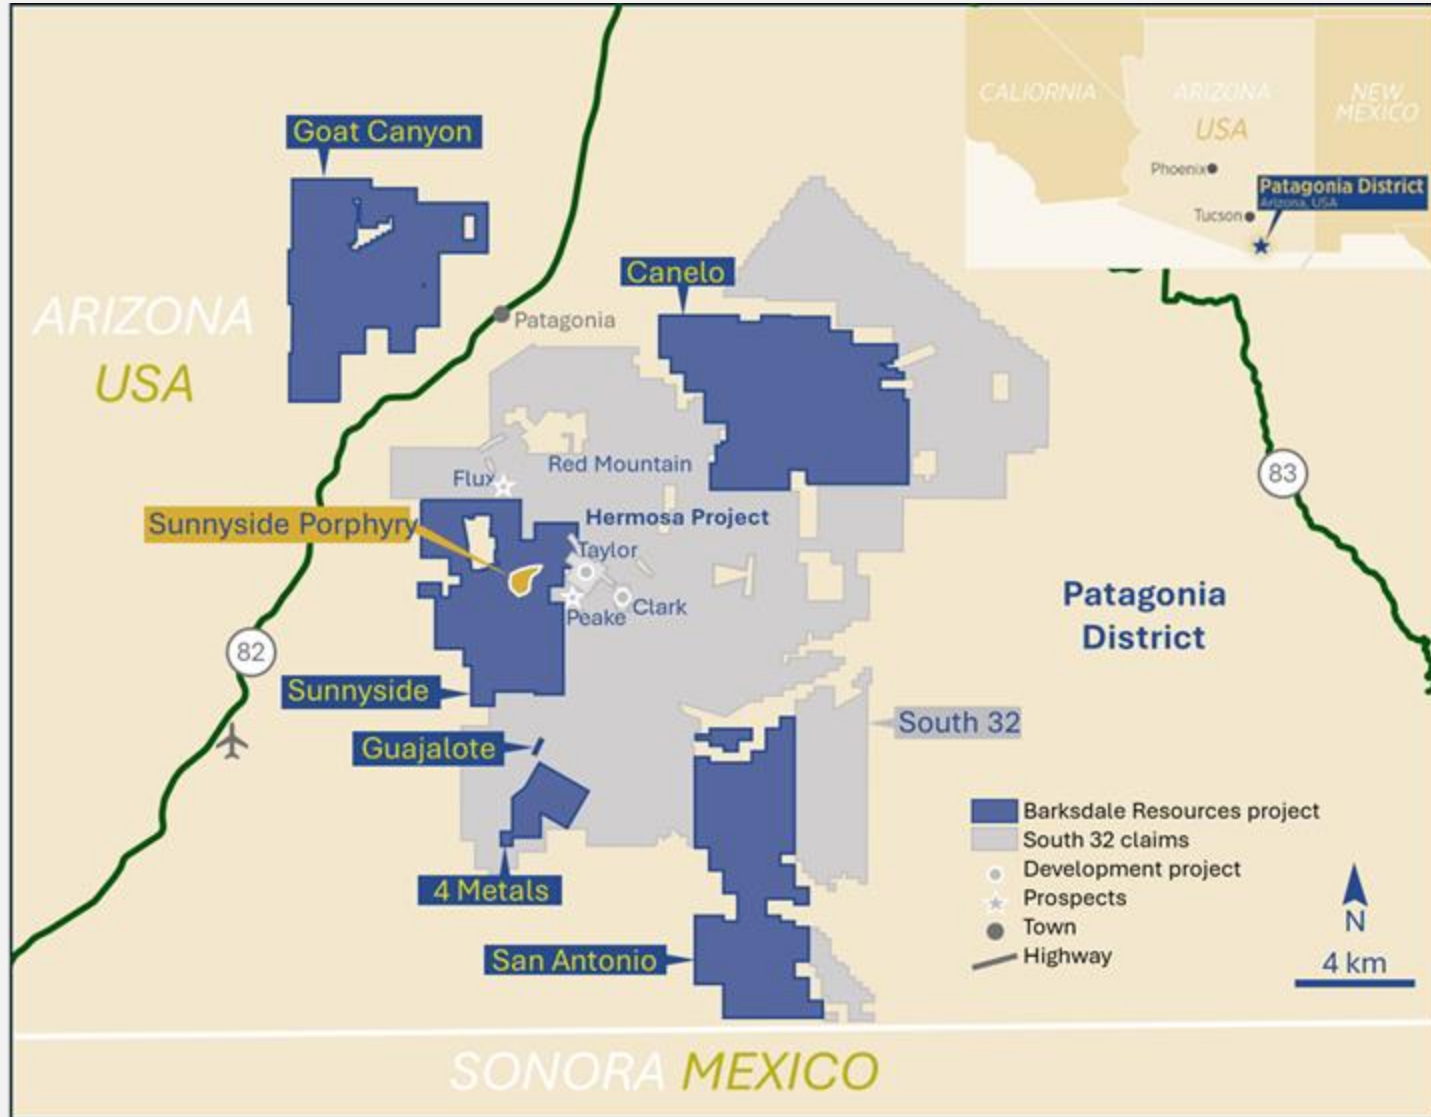 Goat Canyon
CALIORNIA
ARIZONA
USA
NEW
MEXICO
Phoenix
Patagonia District
Arizona, USA
Tucson
Canelo
ARIZONA
USA
Patagonia
Red Mountain
Flux
Sunnyside Porphyry
Hermosa Project
Taylor
Peake
Clark
83
Patagonia
District
82
Sunnyside
South 32
Guajalote
4 Metals
San Antonio
Barksdale Resources project
South 32 claims
Development project
Prospects
Town
Highway
N
4 km
SONORA MEXICO